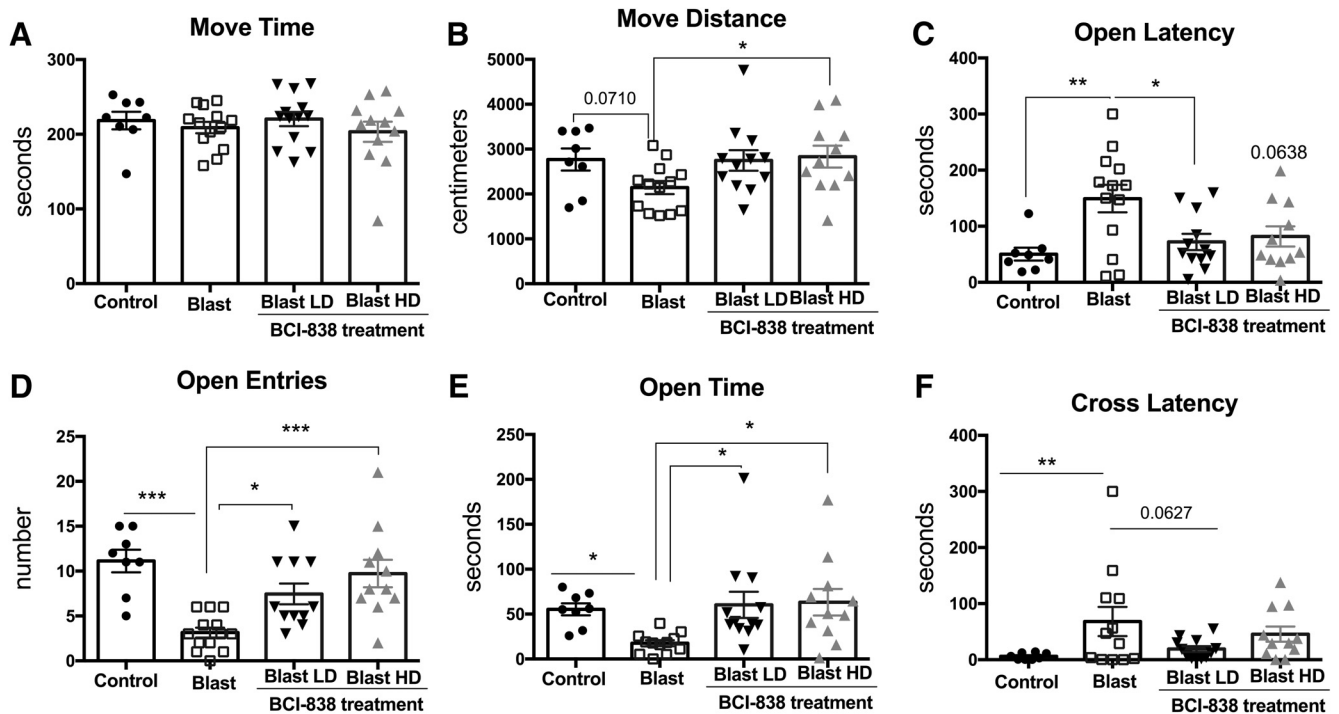 A
Move Time
300
200
100
0
seconds
Control
Blast
Blast LD
Blast HD
BCI-838 treatment
B
Move Distance
5000
4000
3000
2000
1000
0
centimeters
0.0710
*
Control
Blast
Blast LD
Blast HD
BCI-838 treatment
C
Open Latency
400
300
200
100
0
seconds
**
*
0.0638
Control
Blast
Blast LD
Blast HD
BCI-838 treatment
D
Open Entries
25
20
15
10
5
0
number
***
***
*
Control
Blast
Blast LD
Blast HD
BCI-838 treatment
E
Open Time
250
200
150
100
50
0
seconds
*
*
*
Control
Blast
Blast LD
Blast HD
BCI-838 treatment
F
Cross Latency
400
300
200
100
0
seconds
**
0.0627
Control
Blast
Blast LD
Blast HD
BCI-838 treatment